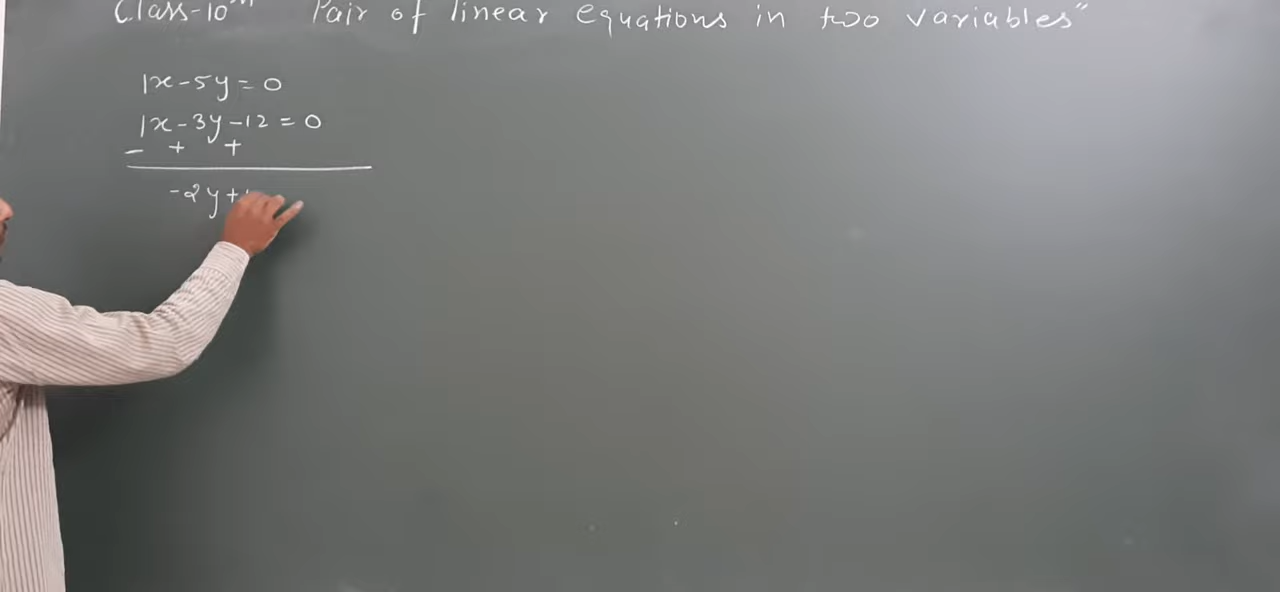 Class-10th Pair of linear equations in two variables"
1x-5y=0
1x-3y-12=0
- + +
-2y+